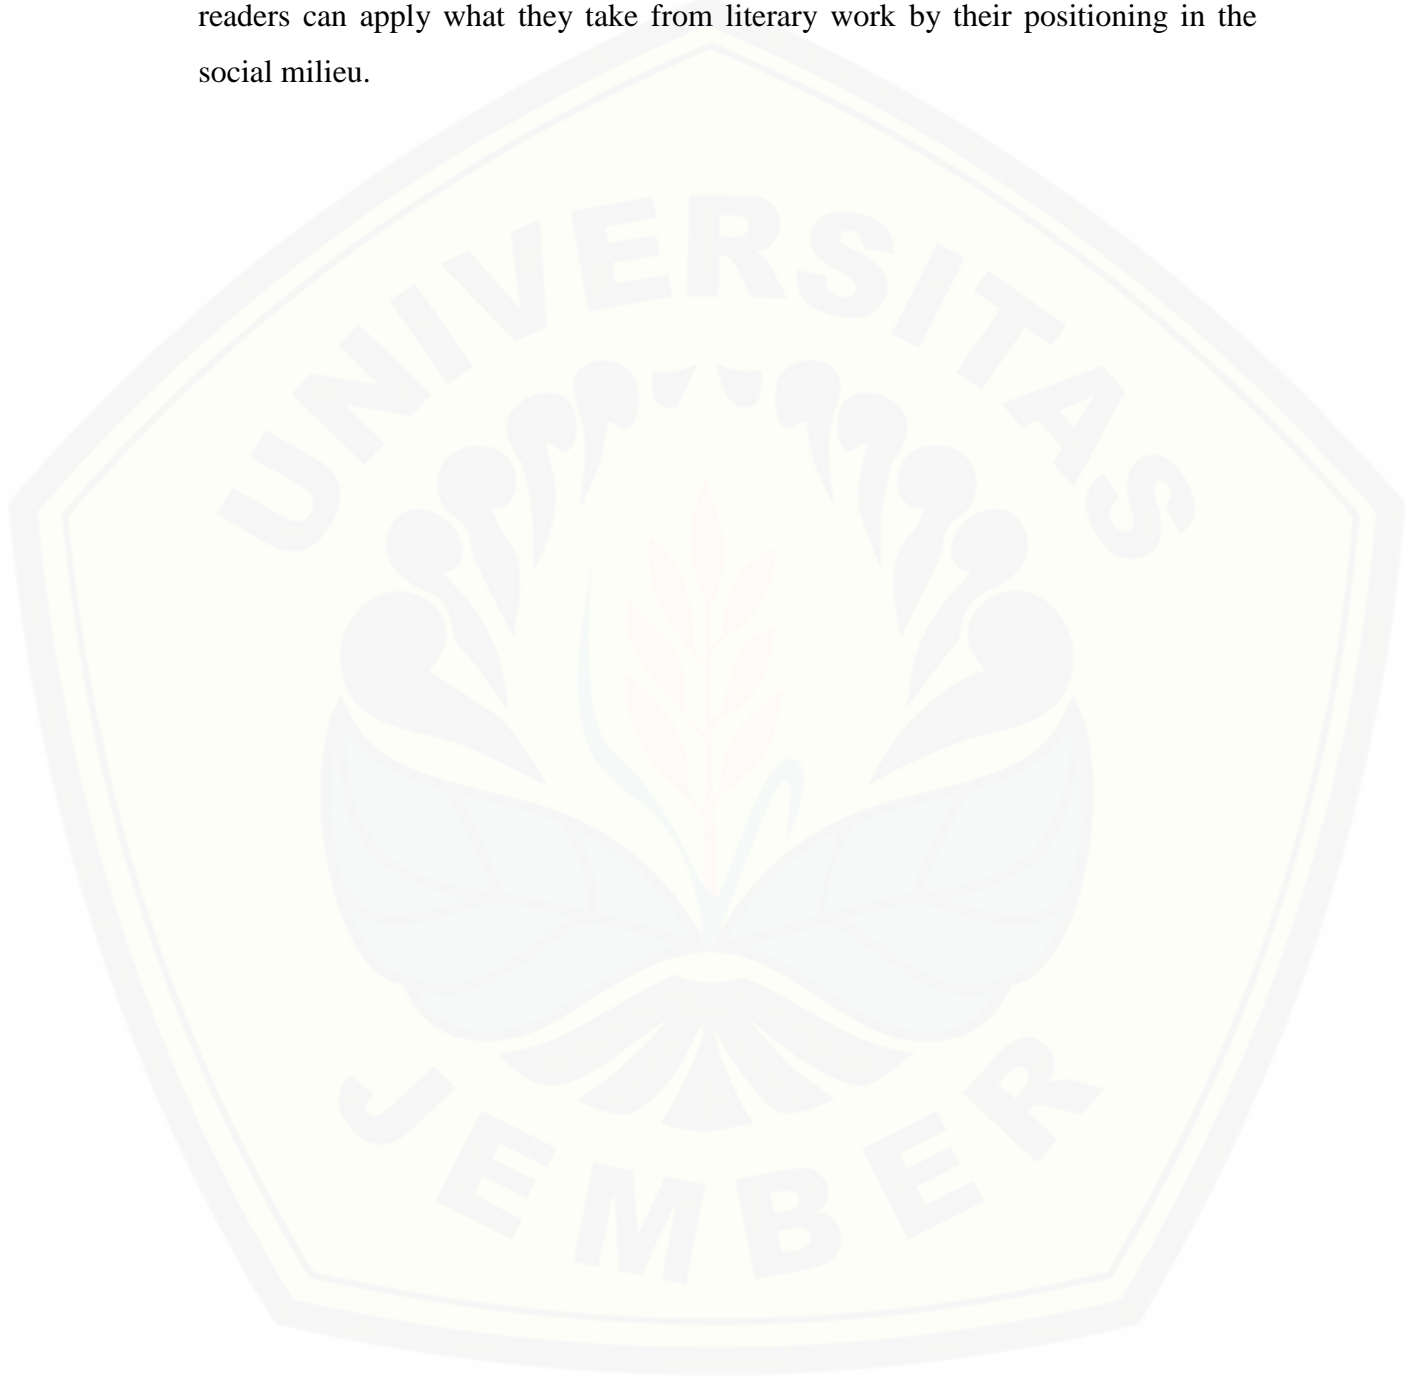 readers can apply what they take from literary work by their positioning in the
social milieu.
UNIVERSITAS
JEMBER